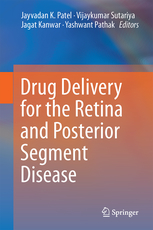 Jayvadan K. Patel · Vijaykumar Sutariya
Jagat Kanwar · Yashwant Pathak Editors
Drug Delivery
for the Retina
and Posterior
Segment
Disease
Springer